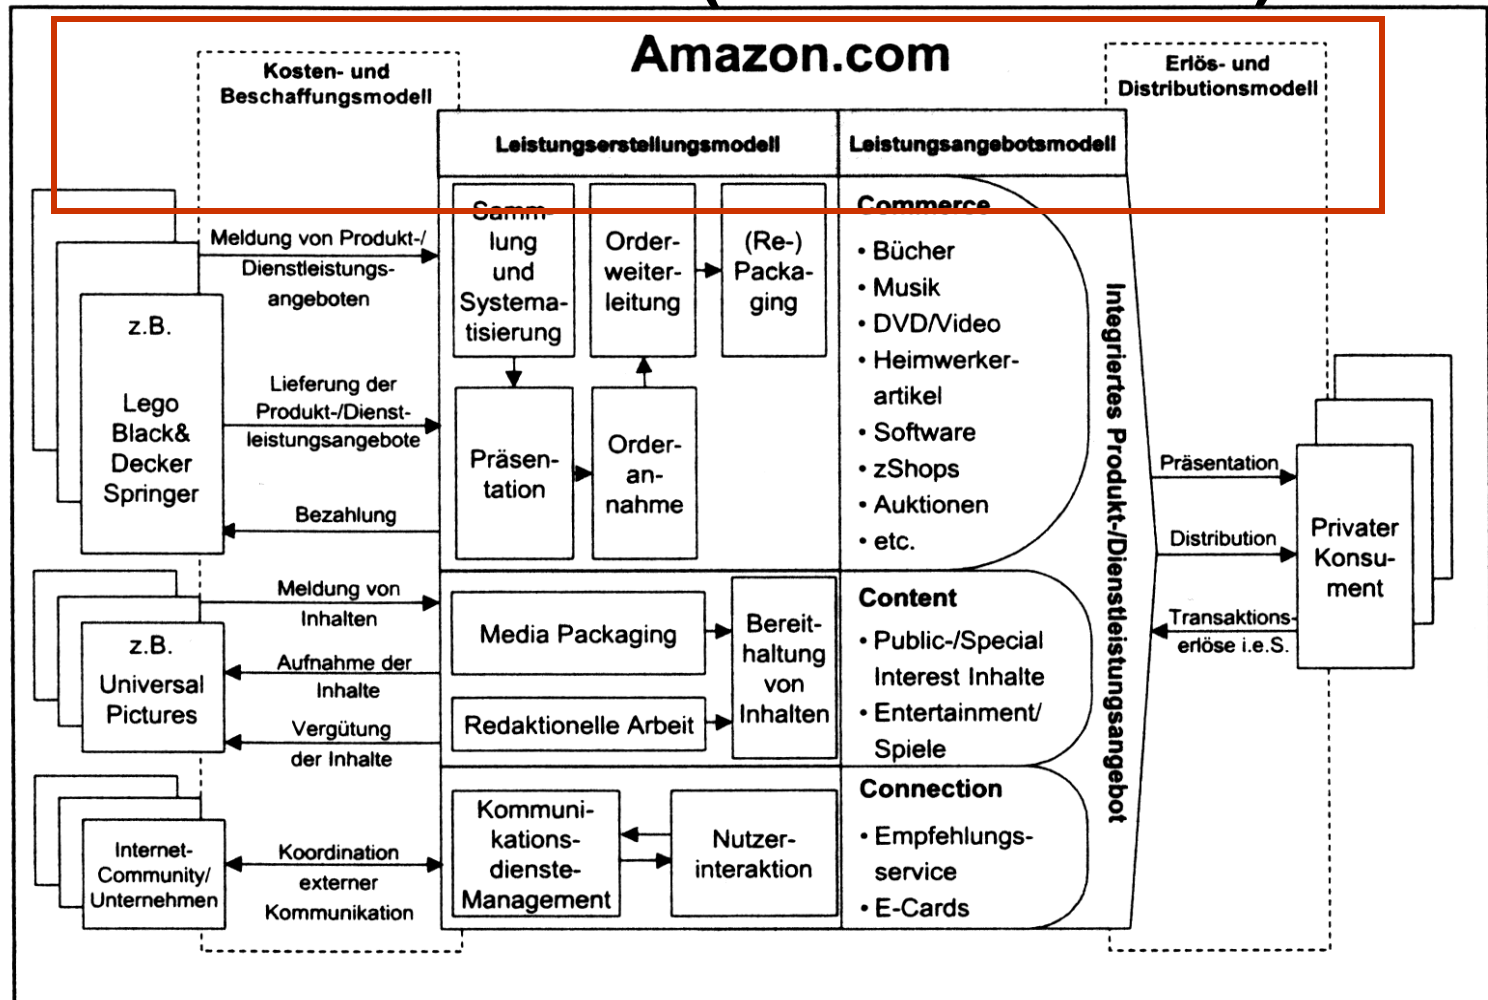 Amazon.com
Kosten- und
Beschaffungsmodell
Erlös- und
Distributionsmodell
Leistungserstellungsmodell
Leistungsangebotsmodell
Meldung von Produkt-/
Dienstleistungs-
angeboten
z.B.
Lego
Black&
Decker
Springer
Lieferung der
Produkt-/Dienst-
leistungsangebote
Bezahlung
Samm-
lung
und
Systema-
tisierung
Order-
weiter-
leitung
(Re-)
Packa-
ging
Präsen-
tation
Order-
an-
nahme
Commerce
• Bücher
• Musik
• DVD/Video
• Heimwerker-
artikel
• Software
• zShops
• Auktionen
• etc.
Integriertes Produkt-/Dienstleistungsangebot
Präsentation
Distribution
Transaktions-
erlöse i.e.S.
Privater
Konsu-
ment
Meldung von
Inhalten
z.B.
Universal
Pictures
Aufnahme der
Inhalte
Vergütung
der Inhalte
Media Packaging
Redaktionelle Arbeit
Bereit-
haltung
von
Inhalten
Content
• Public-/Special
Interest Inhalte
• Entertainment/
Spiele
Internet-
Community/
Unternehmen
Koordination
externer
Kommunikation
Kommuni-
kations-
dienste-
Management
Nutzer-
interaktion
Connection
• Empfehlungs-
service
• E-Cards